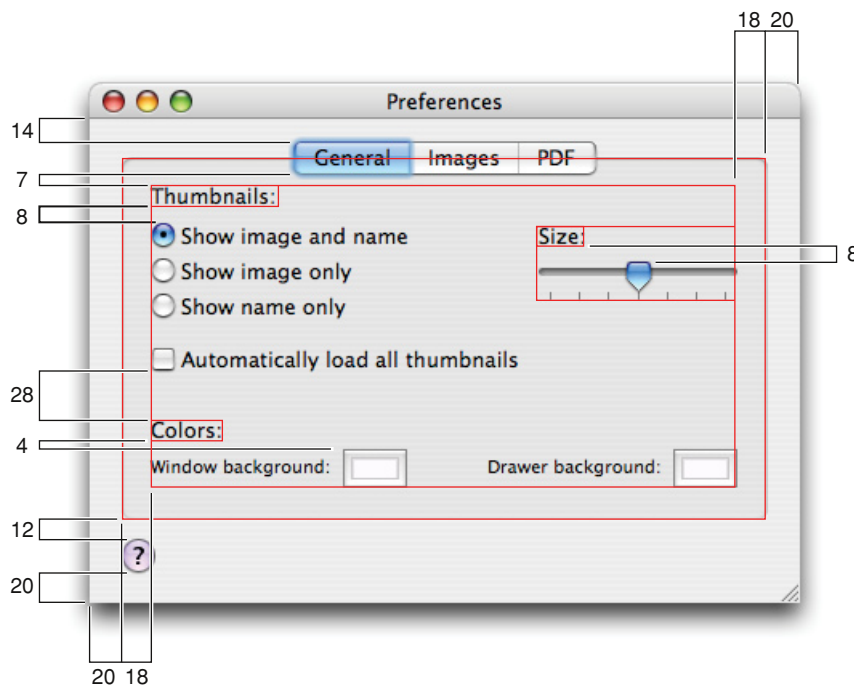 18 20
Preferences
14
General Images PDF
7
Thumbnails:
8
Show image and name
Size:
8
Show image only
Show name only
Automatically load all thumbnails
28
Colors:
4
Window background:
Drawer background:
12
?
20
20 18